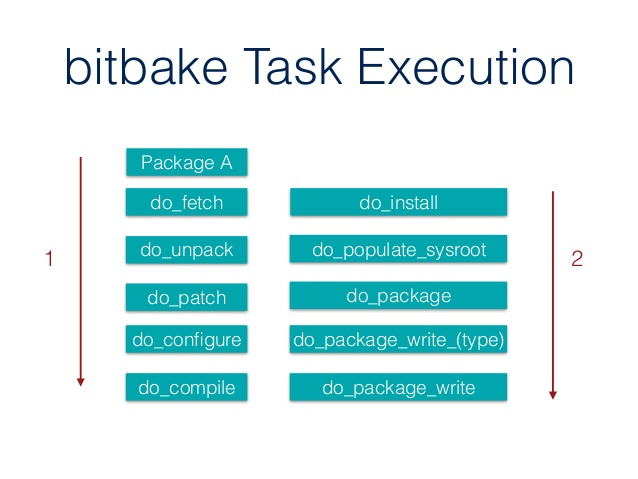 bitbake Task Execution
1
Package A
do_fetch
do_unpack
do_patch
do_configure
do_compile
do_install
do_populate_sysroot
do_package
do_package_write_(type)
do_package_write
2